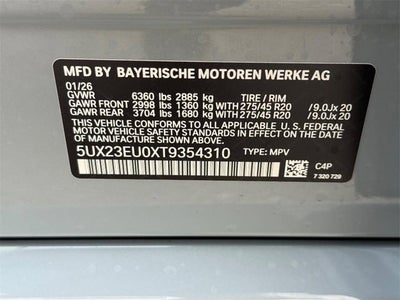 MFD BY BAYERISCHE MOTOREN WERKE AG
01/26
GVWR 6360 lbs 2885 kg TIRE / RIM
GAWR FRONT 2998 lbs 1360 kg WITH 275/45 R20 /9.0Jx 20
GAWR REAR 3704 lbs 1680 kg WITH 275/45 R20 /9.0Jx 20
THIS VEHICLE CONFORMS TO ALL APPLICABLE U.S. FEDERAL
MOTOR VEHICLE SAFETY STANDARDS IN EFFECT ON
THE DATE OF MANUFACTURE SHOWN ABOVE.
5UX23EU0XT9354310 TYPE: MPV C4P
7 320 729